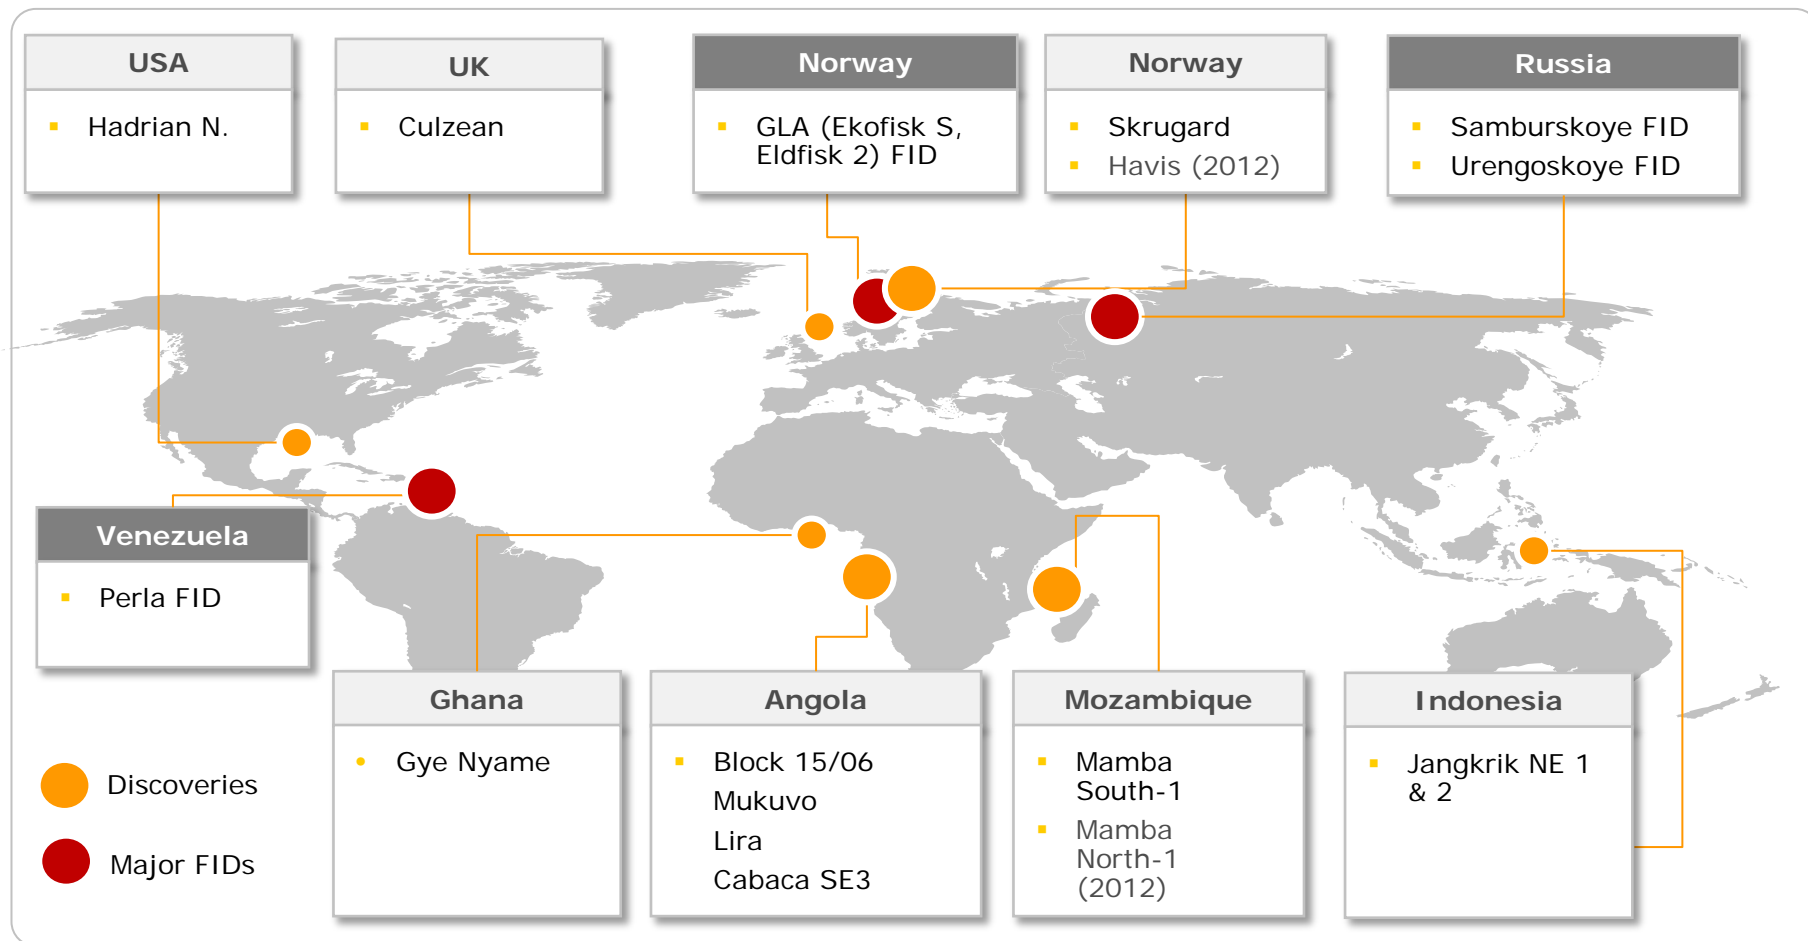 USA
Hadrian N.
UK
Culzean
Norway
GLA (Ekofisk S,
Eldfisk 2) FID
Norway
Skrugard
Havis (2012)
Russia
Samburskoye FID
Urengoskoye FID
Venezuela
Perla FID
Ghana
Gye Nyame
Angola
Block 15/06
Mukuvo
Lira
Cabaca SE3
Mozambique
Mamba
South-1
Mamba
North-1
(2012)
Indonesia
Jangkrik NE 1
& 2
Discoveries
Major FIDs